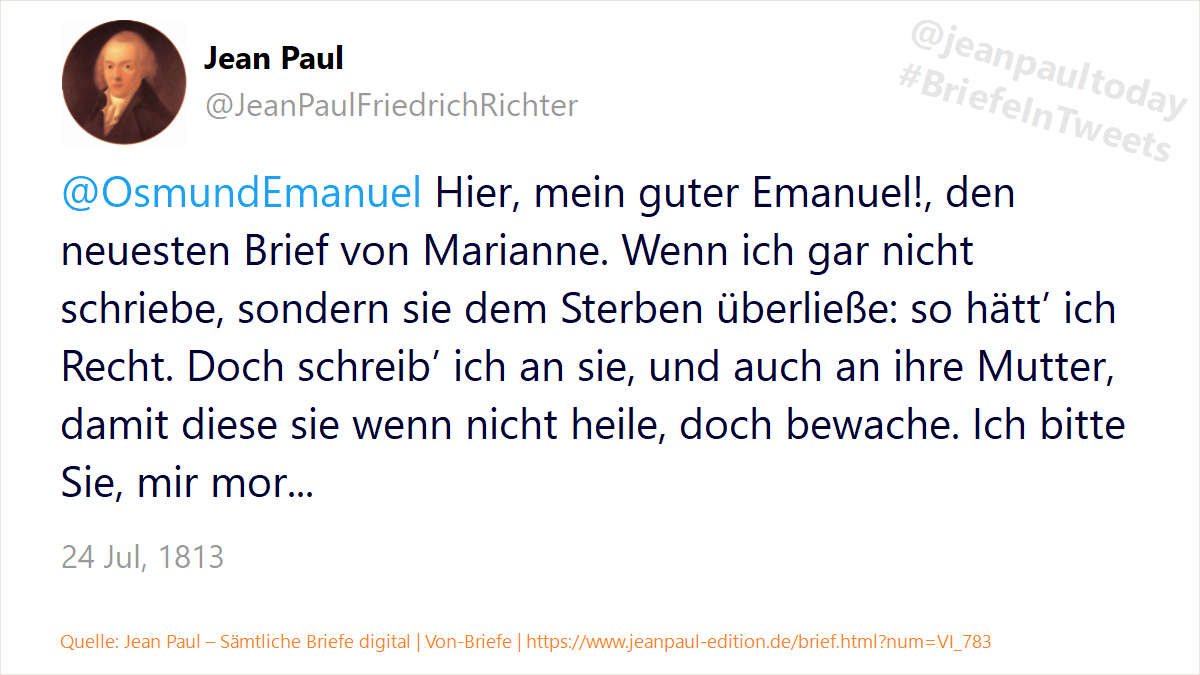 Jean Paul
@JeanPaulFriedrichRichter
@jeanpaultoday
#BriefeInTweets
@OsmundEmanuel Hier, mein guter Emanuel!, den
neuesten Brief von Marianne. Wenn ich gar nicht
schriebe, sondern sie dem Sterben überließe: so hätt’ ich
Recht. Doch schreib’ ich an sie, und auch an ihre Mutter,
damit diese sie wenn nicht heile, doch bewache. Ich bitte
Sie, mir mor...
24 Jul, 1813
Quelle: Jean Paul – Sämtliche Briefe digital | Von-Briefe | https://www.jeanpaul-edition.de/brief.html?num=VI_783